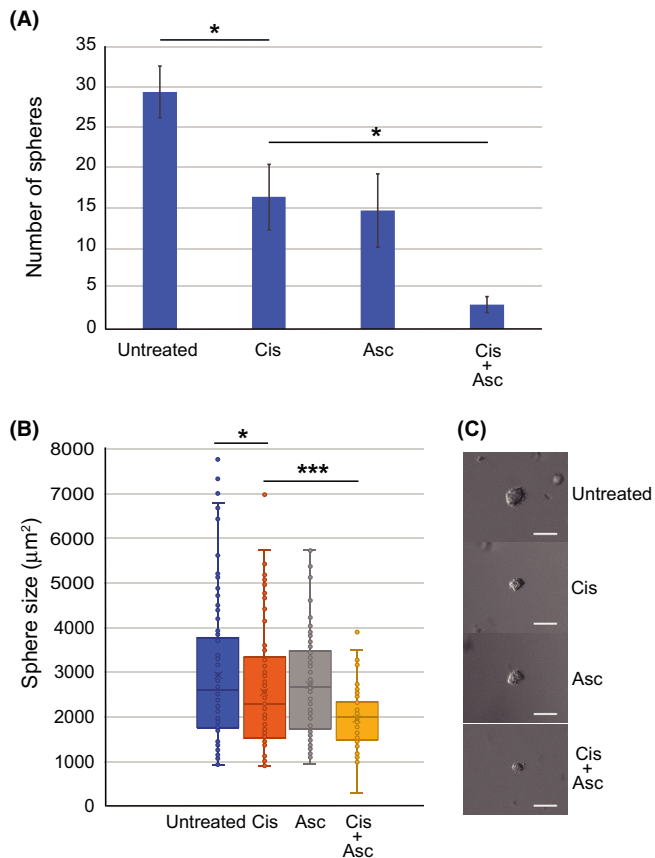 (A)
*
*
35
30
25
20
15
10
5
0
Number of spheres
Untreated Cis Asc Cis
+
Asc
(B)
*
***
8000
7000
6000
5000
4000
3000
2000
1000
0
Sphere size (μm²)
Untreated Cis Asc Cis
+
Asc
(C)
Untreated
Cis
Asc
Cis
+
Asc